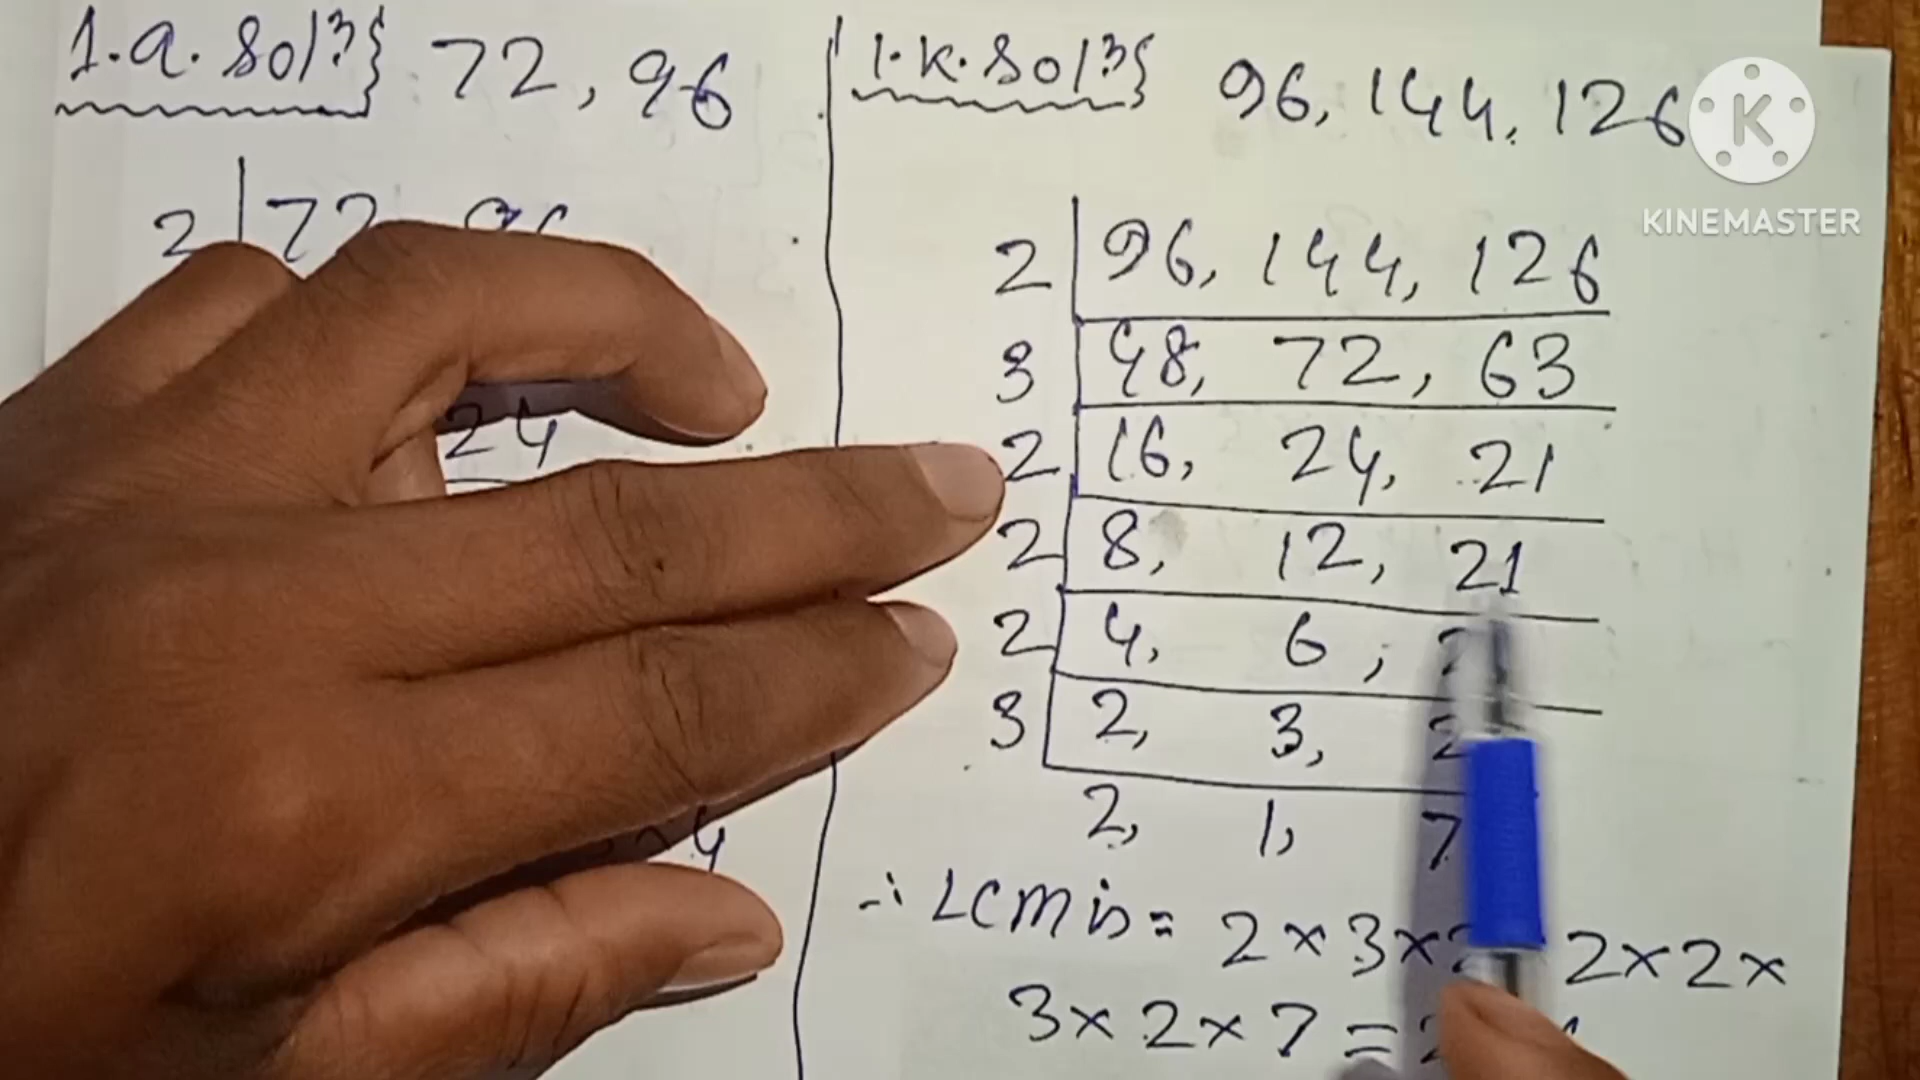 1.a. Sol?} 72, 96
2 72 96
24
4
1.k. Sol?} 96, 144, 126
K
KINEMASTER
2 96, 144, 126
3 48, 72, 63
2 16, 24, 21
2 8, 12, 21
2 4, 6,
3 2, 3,
2, 1, 7
∴ LCM is = 2×3× 2×2×
3×2×7 =